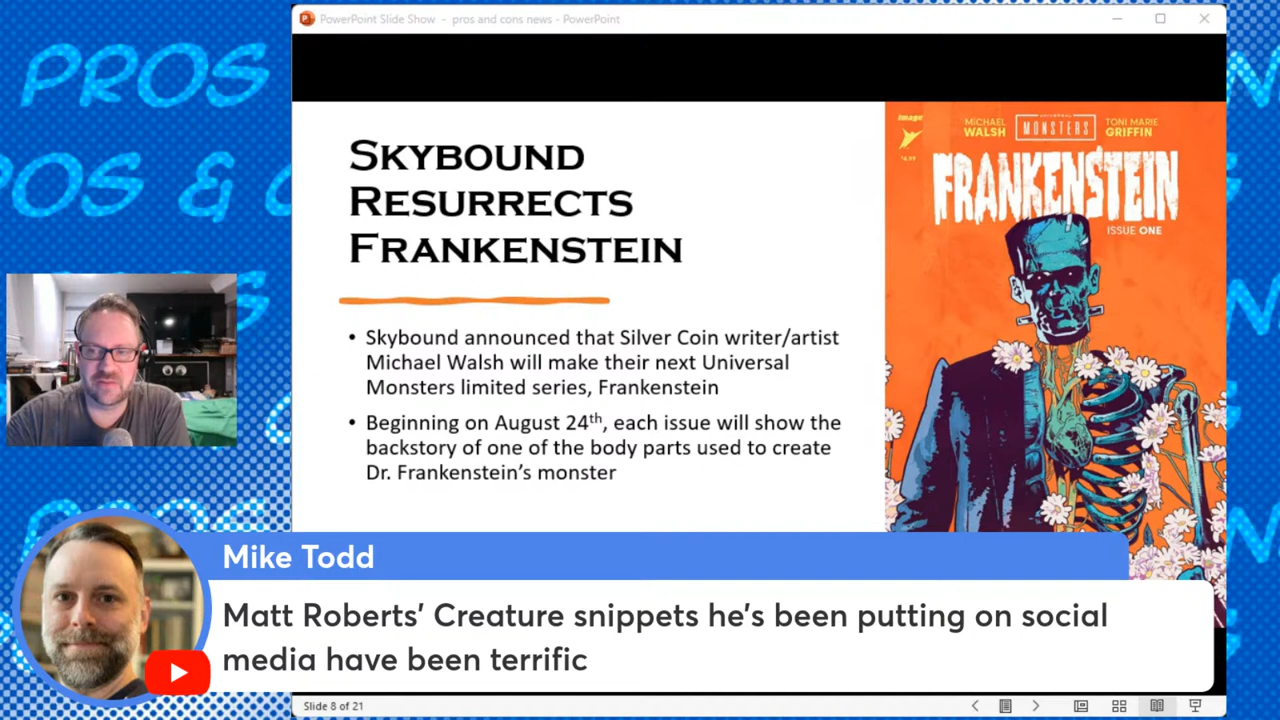 PowerPoint Slide Show - pros and cons news - PowerPoint
PROS
POS & C
SKYBOUND
RESURRECTS
FRANKENSTEIN
• Skybound announced that Silver Coin writer/artist
Michael Walsh will make their next Universal
Monsters limited series, Frankenstein
• Beginning on August 24th, each issue will show the
backstory of one of the body parts used to create
Dr. Frankenstein's monster
image
$4.99
MICHAEL
WALSH
UNIVERSAL
MONSTERS
TONI MARIE
GRIFFIN
FRANKENSTEIN
ISSUE ONE
Mike Todd
Matt Roberts' Creature snippets he's been putting on social
media have been terrific
Slide 8 of 21